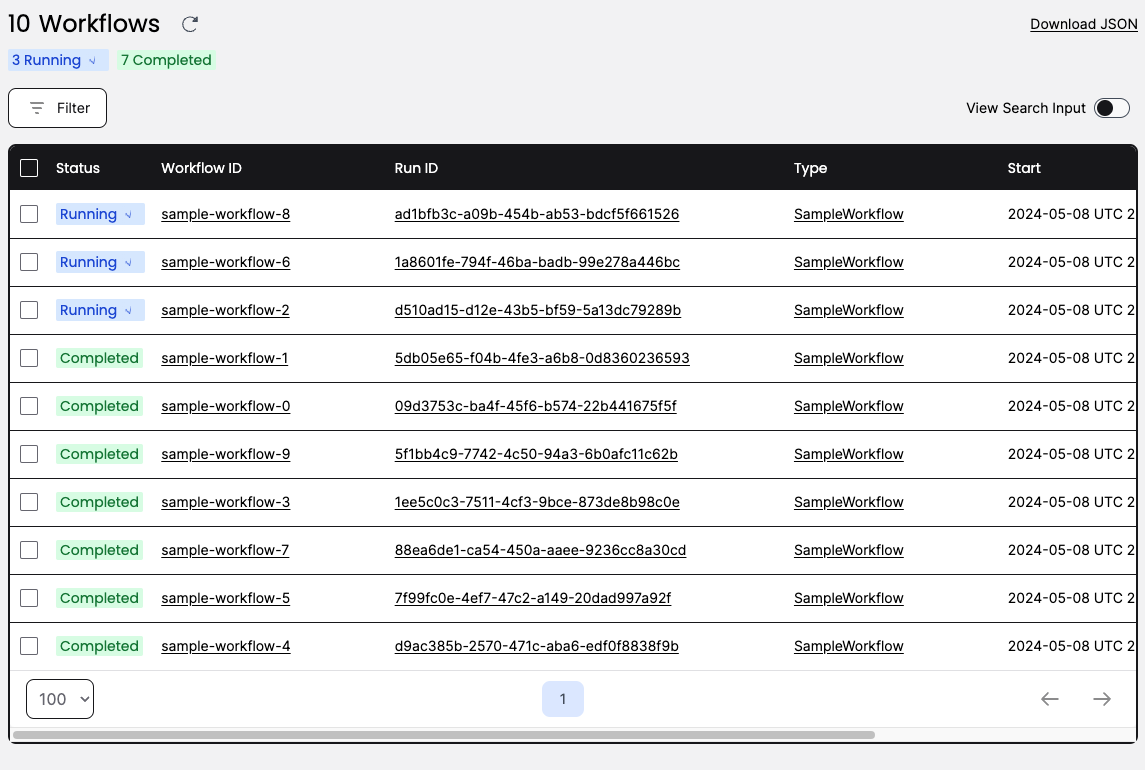 10 Workflows
Download JSON
3 Running 7 Completed
Filter
View Search Input
Status Workflow ID Run ID Type Start
Running sample-workflow-8 ad1bfb3c-a09b-454b-ab53-bdcf5f661526 SampleWorkflow 2024-05-08 UTC 2
Running sample-workflow-6 1a8601fe-794f-46ba-badb-99e278a446bc SampleWorkflow 2024-05-08 UTC 2
Running sample-workflow-2 d510ad15-d12e-43b5-bf59-5a13dc79289b SampleWorkflow 2024-05-08 UTC 2
Completed sample-workflow-1 5db05e65-f04b-4fe3-a6b8-0d8360236593 SampleWorkflow 2024-05-08 UTC 2
Completed sample-workflow-0 09d3753c-ba4f-45f6-b574-22b441675f5f SampleWorkflow 2024-05-08 UTC 2
Completed sample-workflow-9 5f1bb4c9-7742-4c50-94a3-6b0afc11c62b SampleWorkflow 2024-05-08 UTC 2
Completed sample-workflow-3 1ee5c0c3-7511-4cf3-9bce-873de8b98c0e SampleWorkflow 2024-05-08 UTC 2
Completed sample-workflow-7 88ea6de1-ca54-450a-aaee-9236cc8a30cd SampleWorkflow 2024-05-08 UTC 2
Completed sample-workflow-5 7f99fc0e-4ef7-47c2-a149-20dad997a92f SampleWorkflow 2024-05-08 UTC 2
Completed sample-workflow-4 d9ac385b-2570-471c-aba6-edf0f8838f9b SampleWorkflow 2024-05-08 UTC 2
100 1